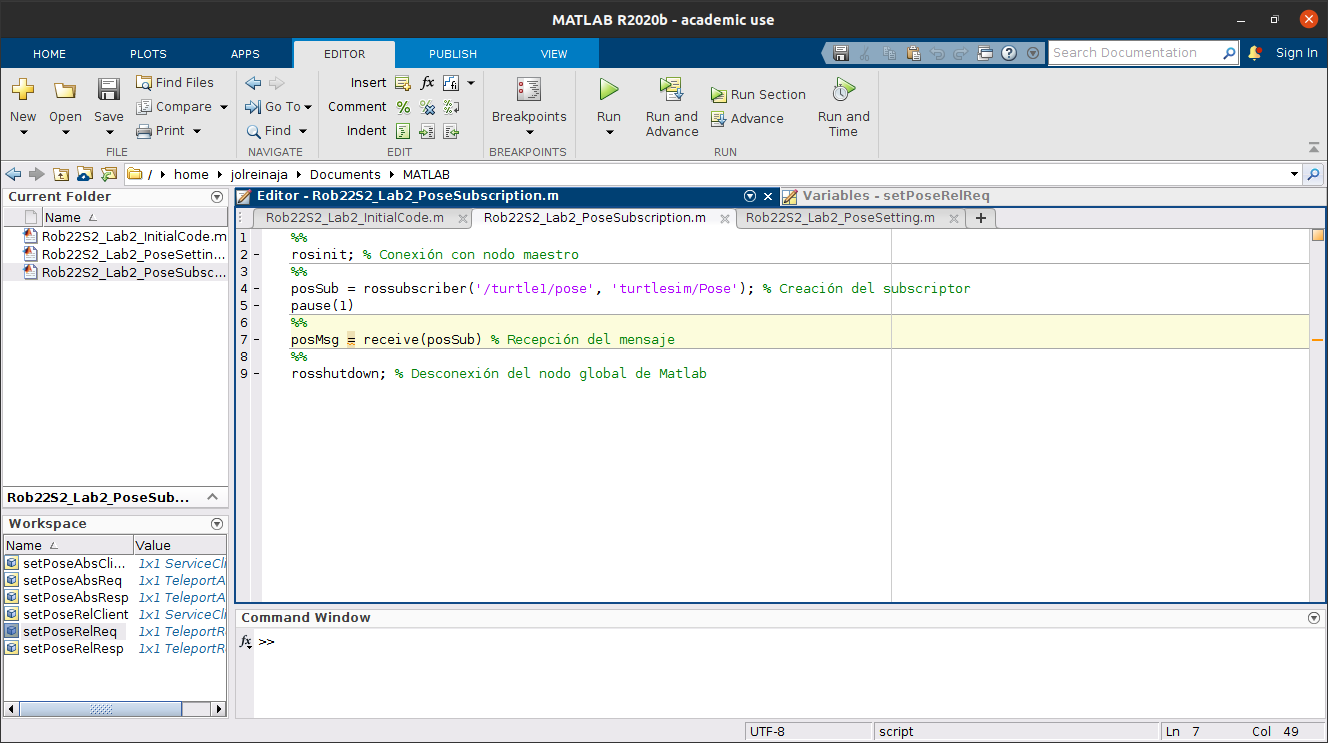 MATLAB R2020b - academic use
HOME PLOTS APPS EDITOR PUBLISH VIEW Search Documentation Sign In
New Open Save Find Files Compare Print
Go To Find
Insert fx
Comment
Indent
Breakpoints
Run Run and Advance Run Section Advance Run and Time
FILE NAVIGATE EDIT BREAKPOINTS RUN
/ home jolreinaja Documents MATLAB
Current Folder
Name
Rob22S2_Lab2_InitialCode.m
Rob22S2_Lab2_PoseSettin...
Rob22S2_Lab2_PoseSubsc...
Rob22S2_Lab2_PoseSub...
Workspace
Name Value
setPoseAbsCli... 1x1 ServiceCli
setPoseAbsReq 1x1 TeleportA
setPoseAbsResp 1x1 TeleportA
setPoseRelClient 1x1 ServiceCli
setPoseRelReq 1x1 TeleportR
setPoseRelResp 1x1 TeleportR
Editor - Rob22S2_Lab2_PoseSubscription.m
Variables - setPoseRelReq
Rob22S2_Lab2_InitialCode.m Rob22S2_Lab2_PoseSubscription.m Rob22S2_Lab2_PoseSetting.m +
1 %%
2 - rosinit; % Conexión con nodo maestro
3 %%
4 - posSub = rossubscriber('/turtle1/pose', 'turtlesim/Pose'); % Creación del subscriptor
5 - pause(1)
6 %%
7 - posMsg = receive(posSub) % Recepción del mensaje
8 %%
9 - rosshutdown; % Desconexión del nodo global de Matlab
Command Window
fx >>
UTF-8 script Ln 7 Col 49